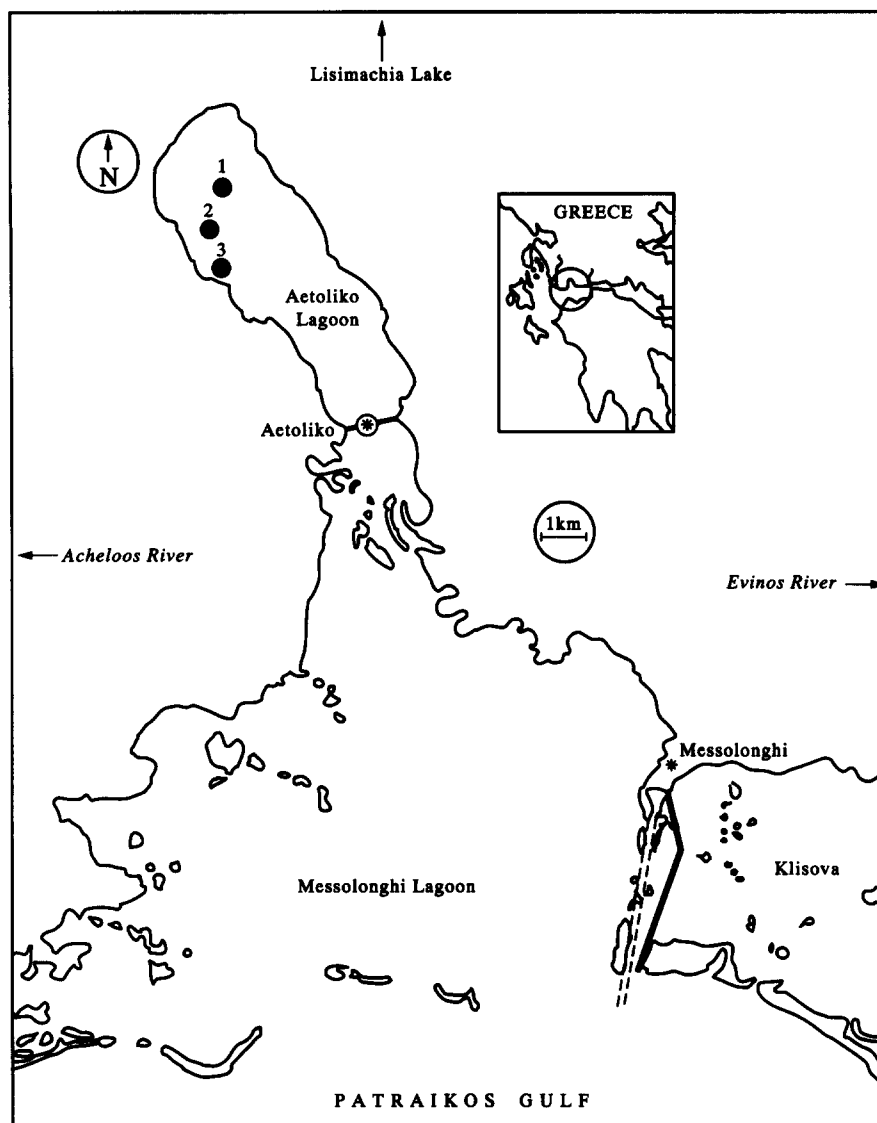 Lisimachia Lake
N
1
2
3
GREECE
Aetoliko
Lagoon
Aetoliko
1km
Acheloos River
Evinos River
Messolonghi
Messolonghi Lagoon
Klisova
PATRAIKOS GULF